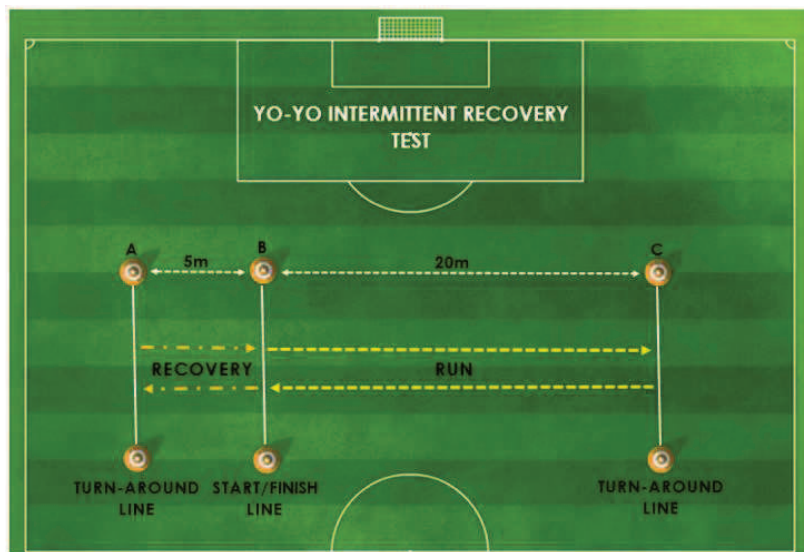 YO-YO INTERMITTENT RECOVERY
TEST
A
B
C
5m
20m
RECOVERY
RUN
TURN-AROUND
LINE
START/FINISH
LINE
TURN-AROUND
LINE